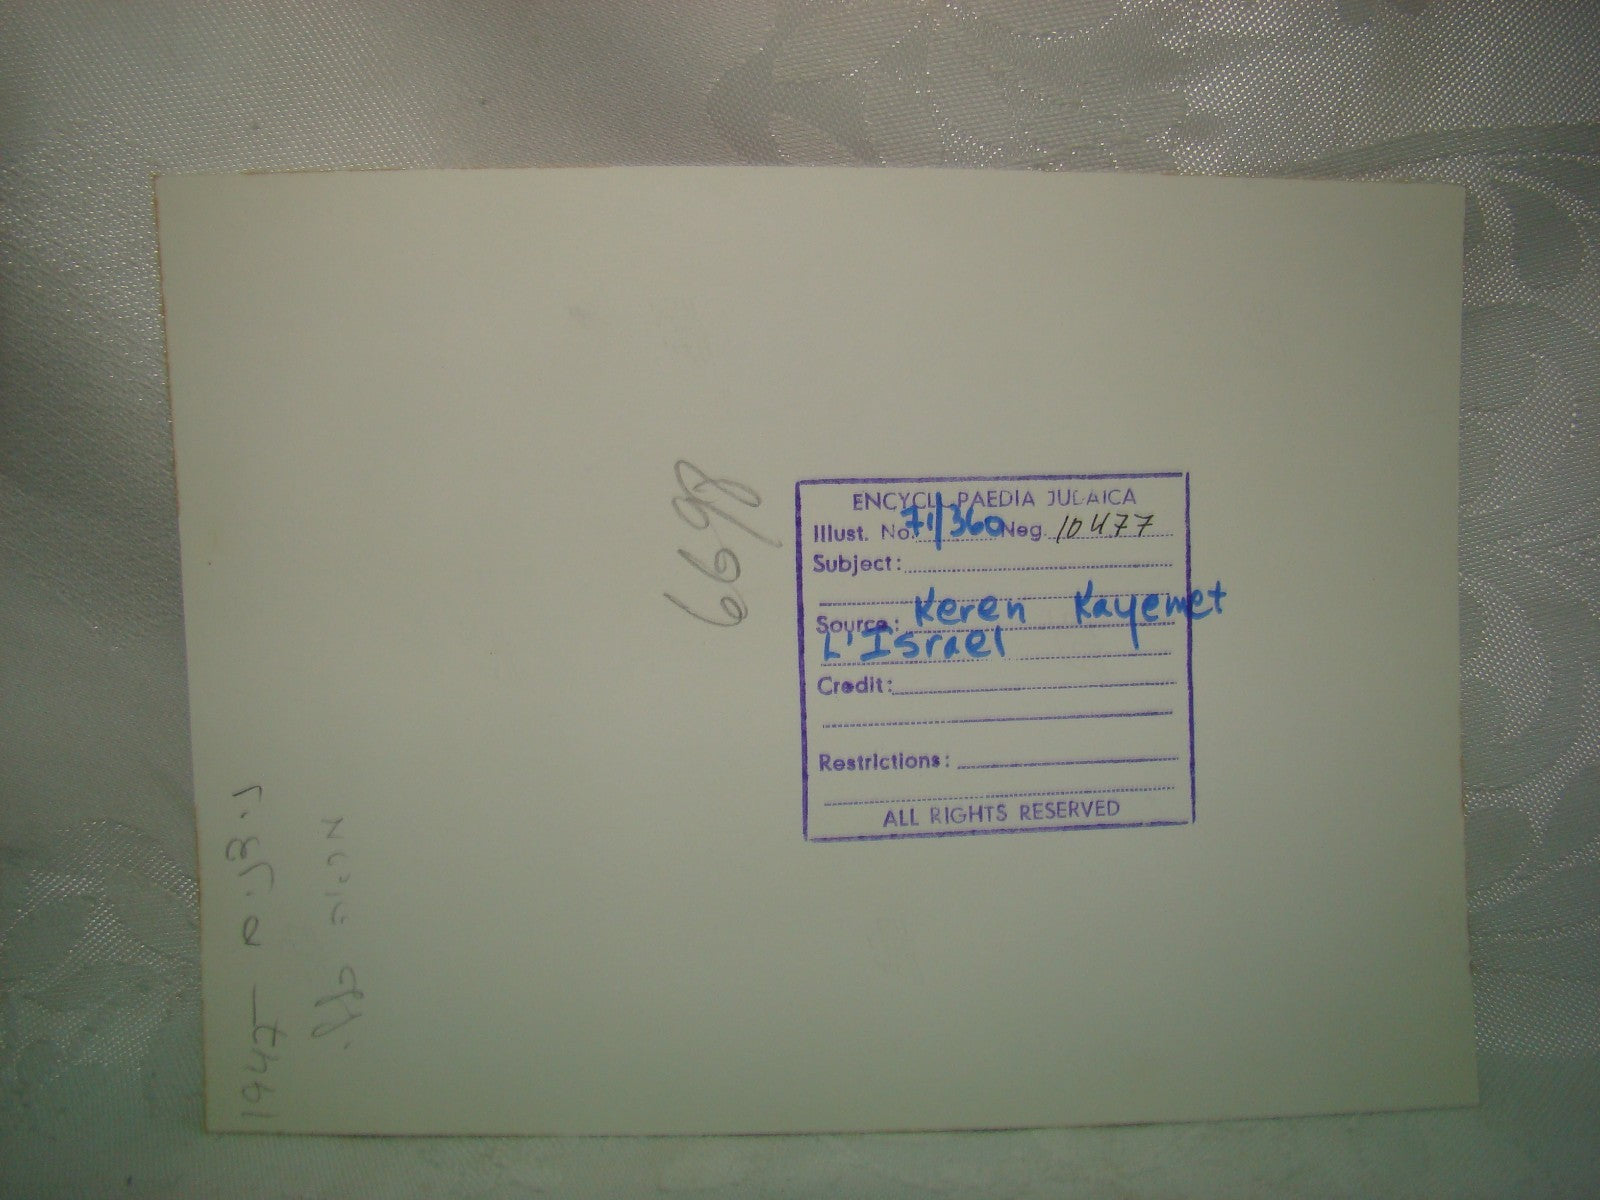 ENCYCLOPAEDIA JUDAICA
Illust. No. 71/360 Neg. 10477
Subject:
Source: Keren Kayemet
L'Israel
Credit:
Restrictions:
ALL RIGHTS RESERVED
6698
1947